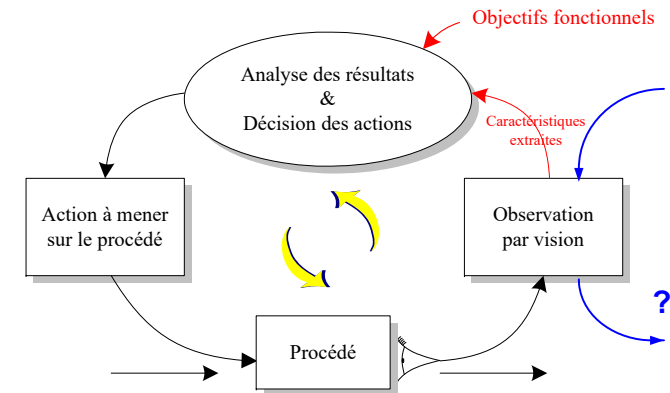 Objectifs fonctionnels
Analyse des résultats
&
Décision des actions
Caractéristiques
extraites
Action à mener
sur le procédé
Observation
par vision
?
Procédé